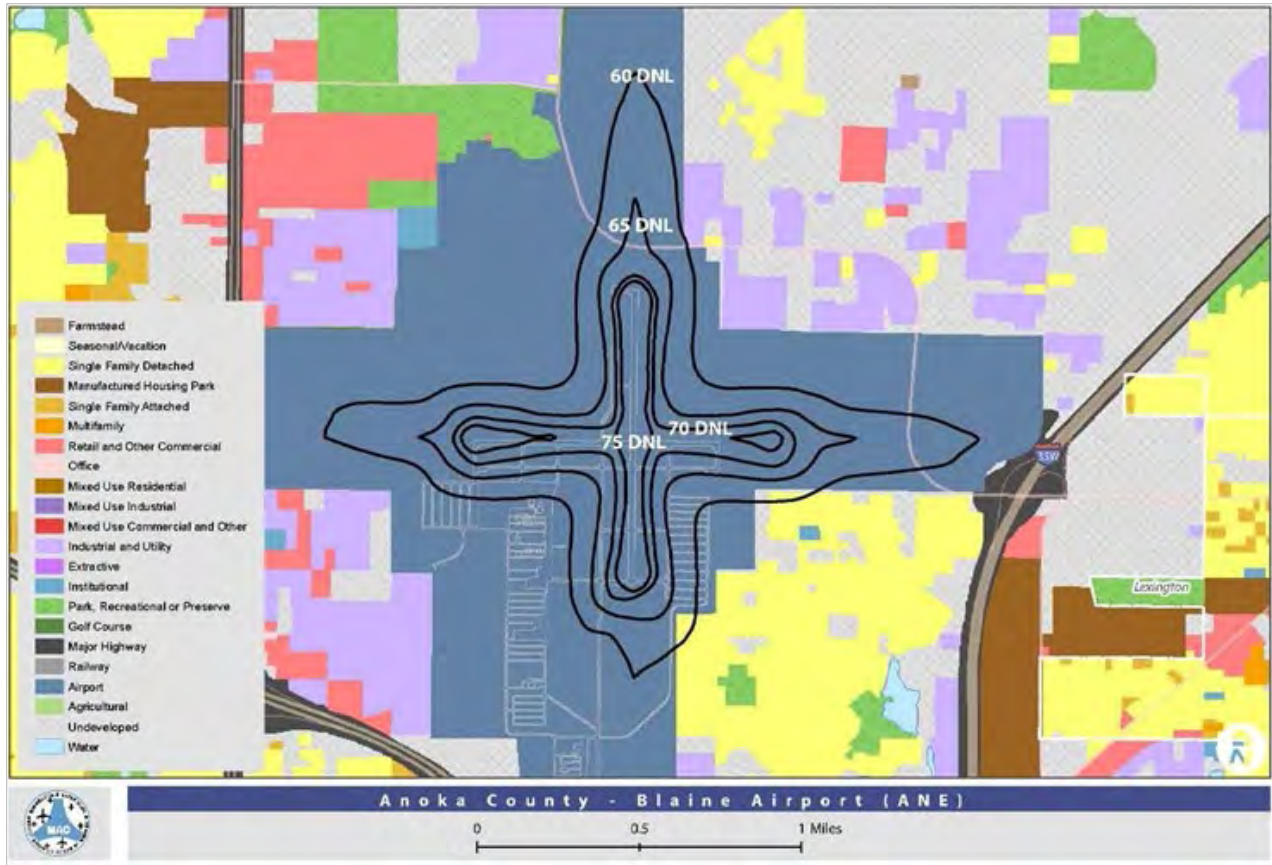 60 DNL
65 DNL
70 DNL
75 DNL
35W
Lexington
Farmstead
Seasonal/Vacation
Single Family Detached
Manufactured Housing Park
Single Family Attached
Multifamily
Retail and Other Commercial
Office
Mixed Use Residential
Mixed Use Industrial
Mixed Use Commercial and Other
Industrial and Utility
Extractive
Institutional
Park, Recreational or Preserve
Golf Course
Major Highway
Railway
Airport
Agricultural
Undeveloped
Water
Anoka County - Blaine Airport (ANE)
0 0.5 1 Miles
MAC